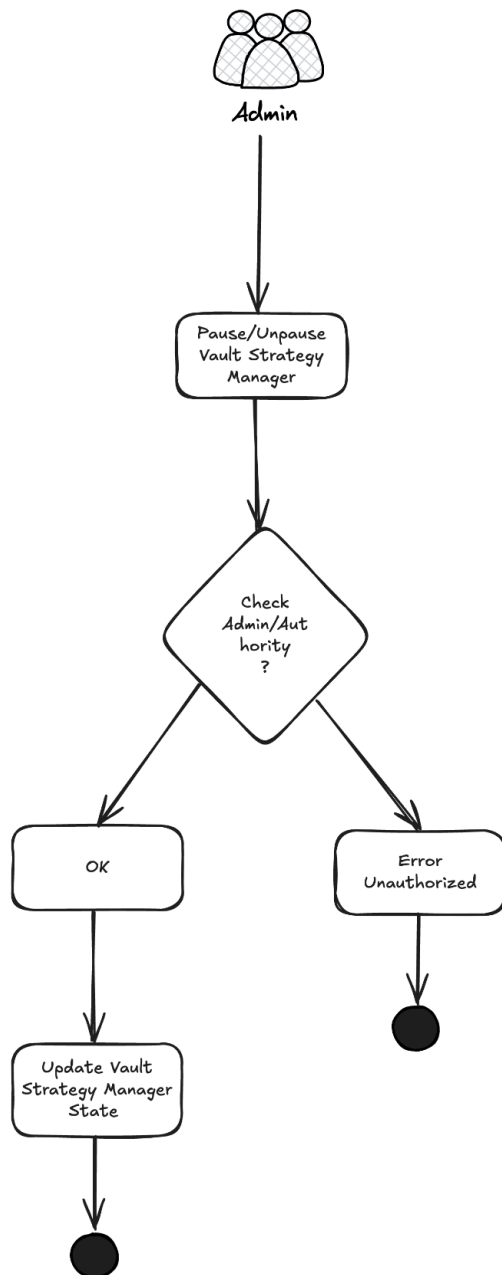 Admin
Pause/Unpause
Vault Strategy
Manager
Check
Admin/Aut
hority
?
OK
Error
Unauthorized
Update Vault
Strategy Manager
State